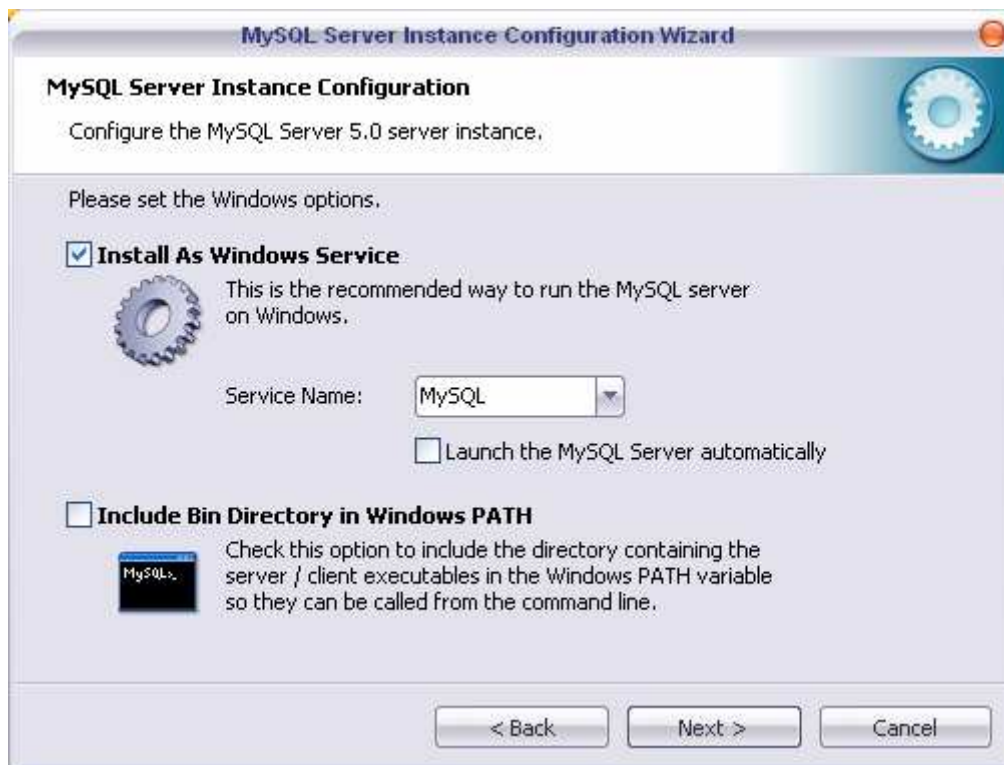 MySQL Server Instance Configuration Wizard
MySQL Server Instance Configuration
Configure the MySQL Server 5.0 server instance.
Please set the Windows options.
Install As Windows Service
This is the recommended way to run the MySQL server
on Windows.
Service Name: MySQL
Launch the MySQL Server automatically
Include Bin Directory in Windows PATH
Check this option to include the directory containing the
server / client executables in the Windows PATH variable
so they can be called from the command line.
MySQL>_
< Back Next > Cancel